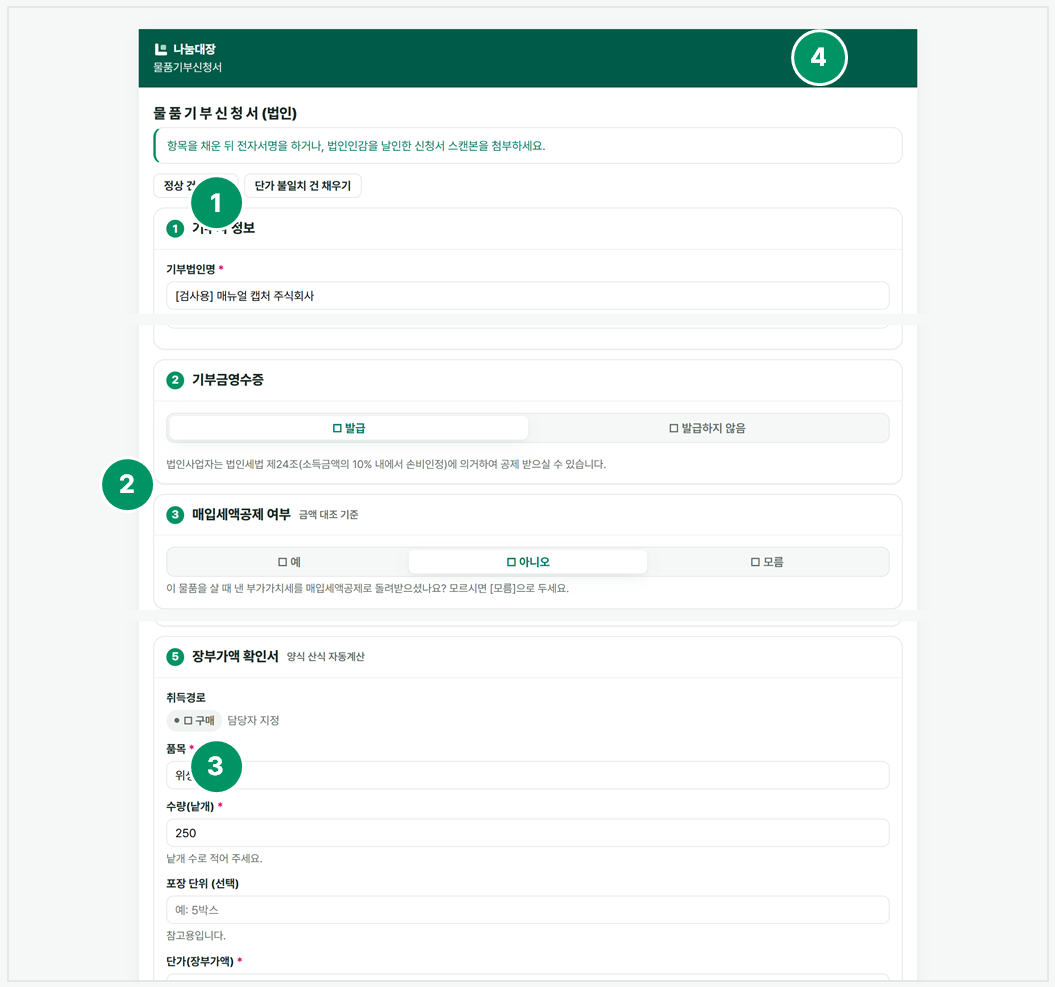 나눔대장
물품기부신청서
4
물 품 기 부 신 청 서 (법인)
항목을 채운 뒤 전자서명을 하거나, 법인인감을 날인한 신청서 스캔본을 첨부하세요.
정상 건
단가 불일치 건 채우기
1
1 정보
기부법인명 *
[검사용] 매뉴얼 캡처 주식회사
2 기부금영수증
□ 발급
□ 발급하지 않음
법인사업자는 법인세법 제24조(소득금액의 10% 내에서 손비인정)에 의거하여 공제 받으실 수 있습니다.
2
3 매입세액공제 여부 금액 대조 기준
□ 예
□ 아니오
□ 모름
이 물품을 살 때 낸 부가가치세를 매입세액공제로 돌려받으셨나요? 모르시면 [모름]으로 두세요.
5 장부가액 확인서 양식 산식 자동계산
취득경로
• □ 구매 담당자 지정
품목 *
3
수량(낱개) *
250
낱개 수로 적어 주세요.
포장 단위 (선택)
예: 5박스
참고용입니다.
단가(장부가액) *